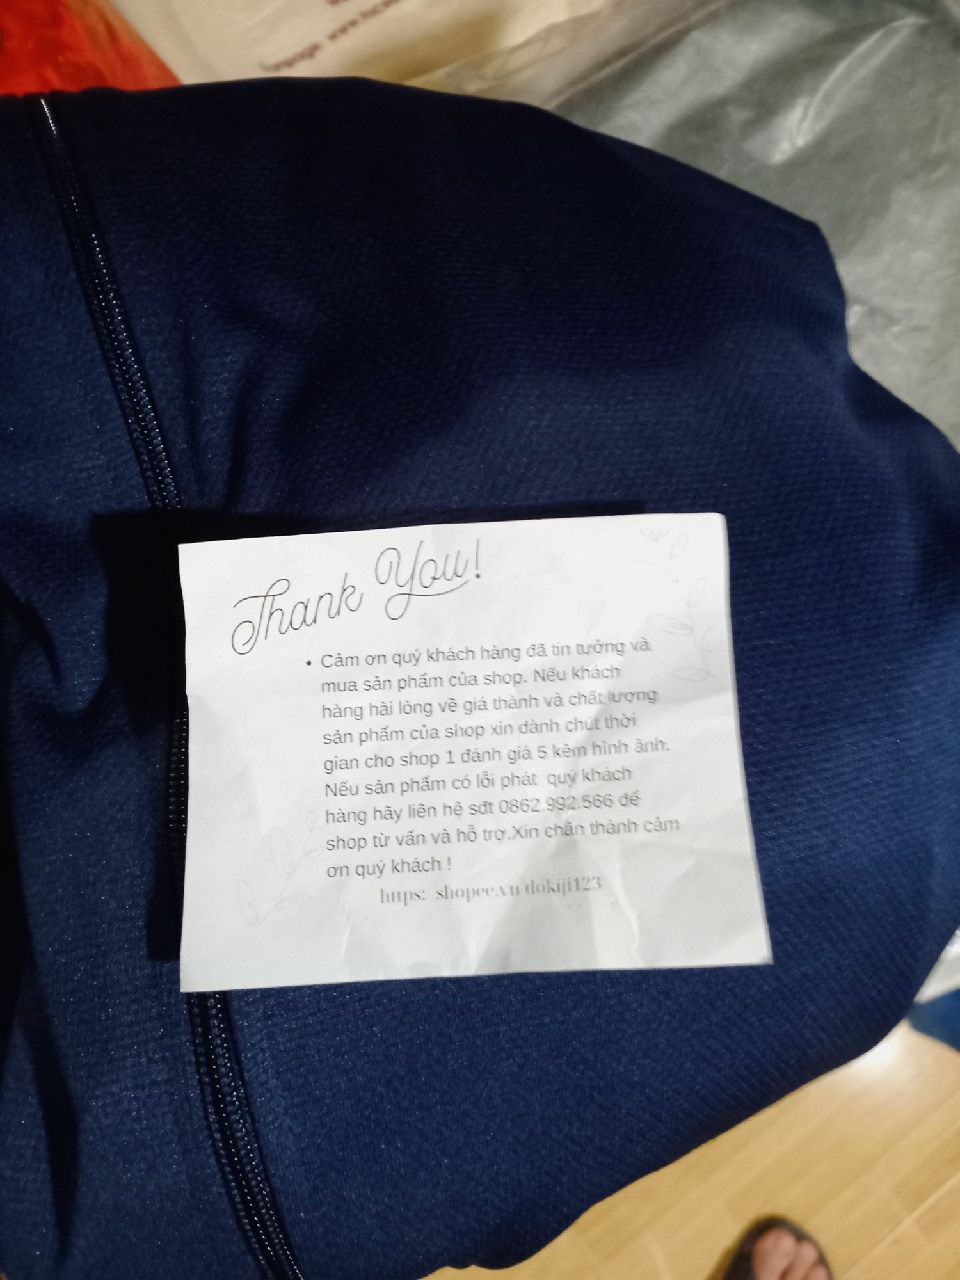 Thank You!
• Cảm ơn quý khách hàng đã tin tưởng và
mua sản phẩm của shop. Nếu khách
hàng hài lòng về giá thành và chất lượng
sản phẩm của shop xin dành chút thời
gian cho shop 1 đánh giá 5 kèm hình ảnh.
Nếu sản phẩm có lỗi phát quý khách
hàng hãy liên hệ sđt 0862.992.566 để
shop từ vấn và hỗ trợ.Xin chân thành cảm
ơn quý khách !
https: shopee.vn/dokiji123